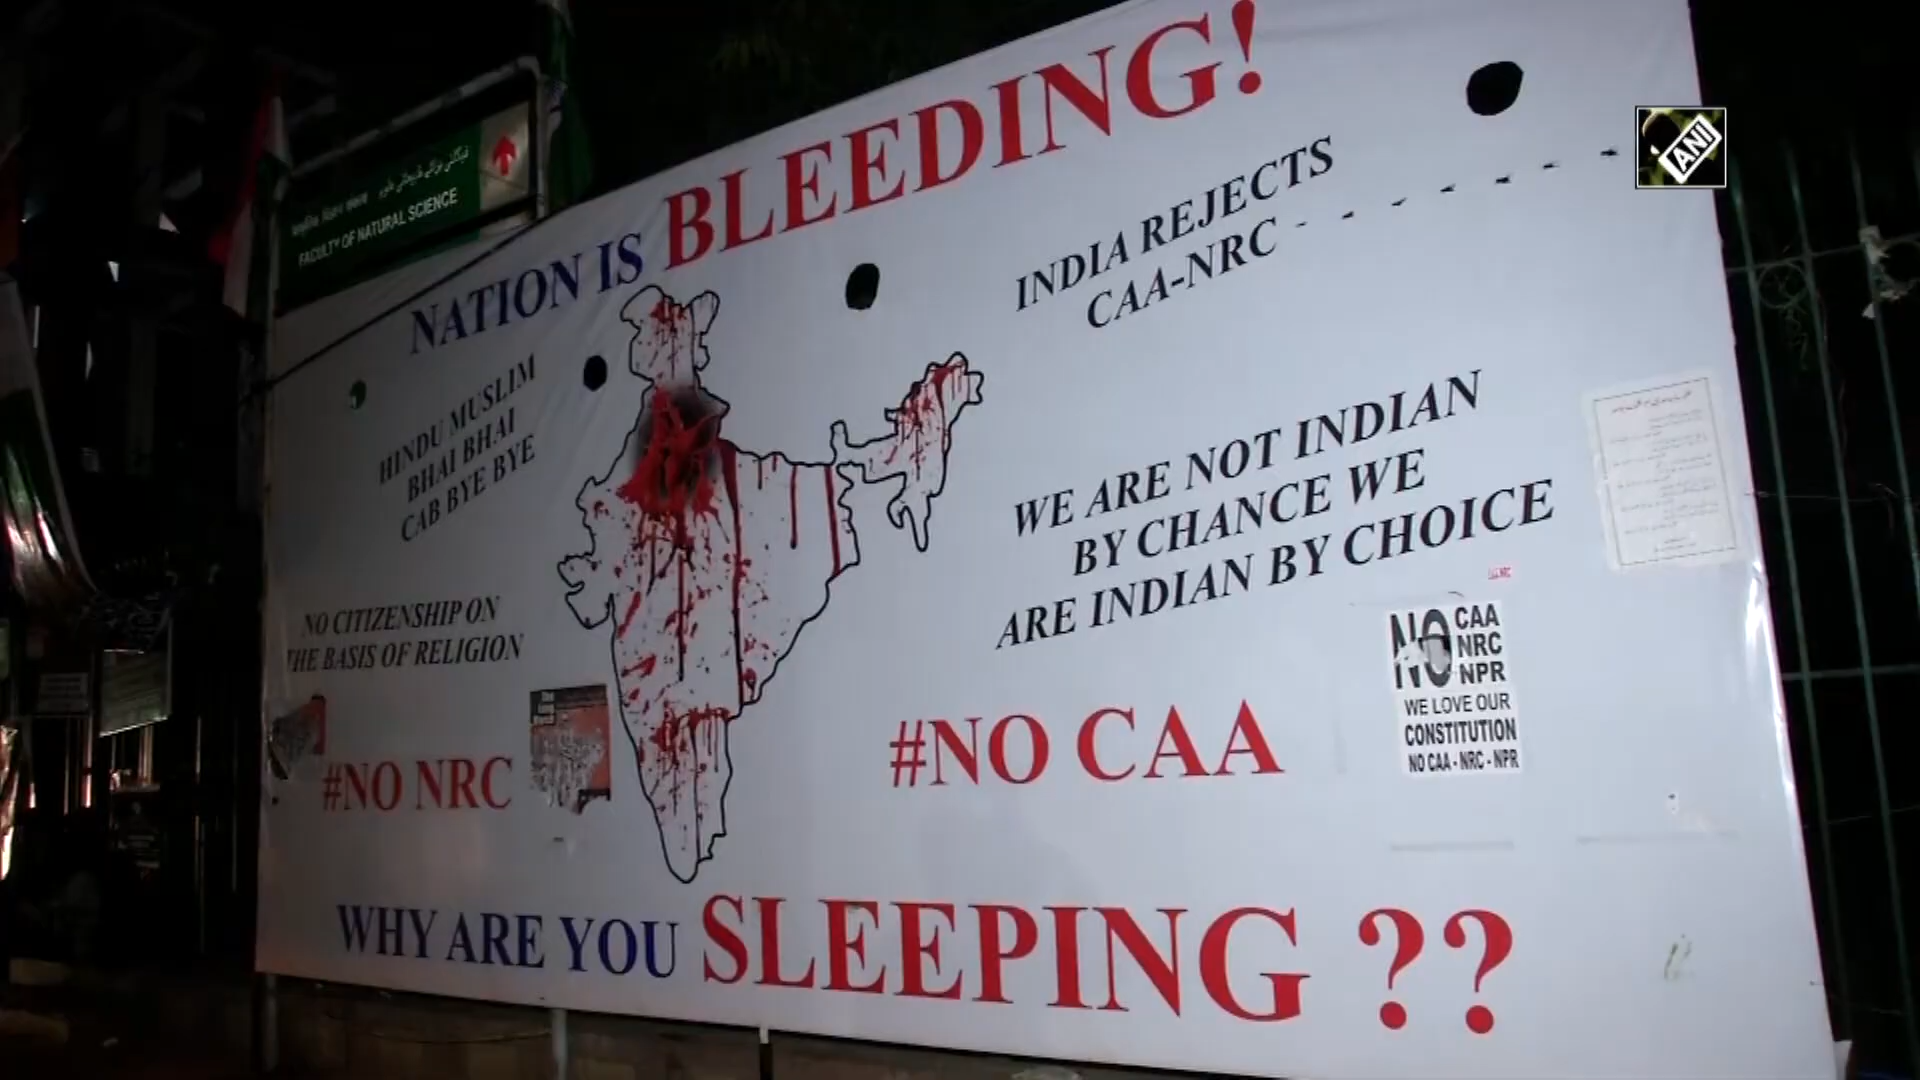 ANI
FACULTY OF NATURAL SCIENCE
NATION IS BLEEDING!
HINDU MUSLIM
BHAI BHAI
CAB BYE BYE
INDIA REJECTS
CAA-NRC
WE ARE NOT INDIAN
BY CHANCE WE
ARE INDIAN BY CHOICE
NO CITIZENSHIP ON
THE BASIS OF RELIGION
#NO NRC
#NO CAA
NO CAA
NRC
NPR
WE LOVE OUR
CONSTITUTION
NO CAA - NRC - NPR
WHY ARE YOU SLEEPING ??